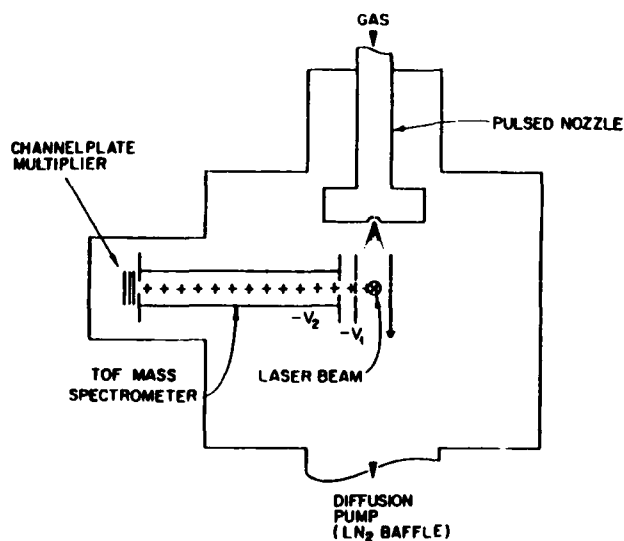 GAS
PULSED NOZZLE
CHANNELPLATE
MULTIPLIER
+ + + + + + + + + + + +
-V₂
-V₁
TOF MASS
SPECTROMETER
LASER BEAM
DIFFUSION
PUMP
(LN₂ BAFFLE)